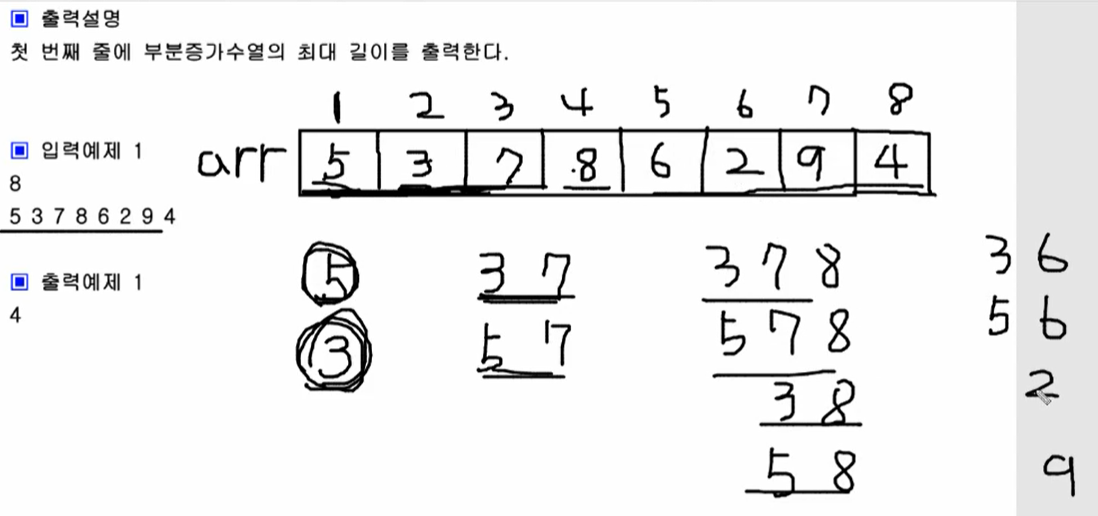 ▣ 출력설명
첫 번째 줄에 부분증가수열의 최대 길이를 출력한다.
1 2 3 4 5 6 7 8
▣ 입력예제 1
arr 5 3 7 8 6 2 9 4
8
5 3 7 8 6 2 9 4
▣ 출력예제 1
4
5 3 7 3 7 8 3 6
3 5 7 5 7 8 5 6
3 8 2
5 8 9